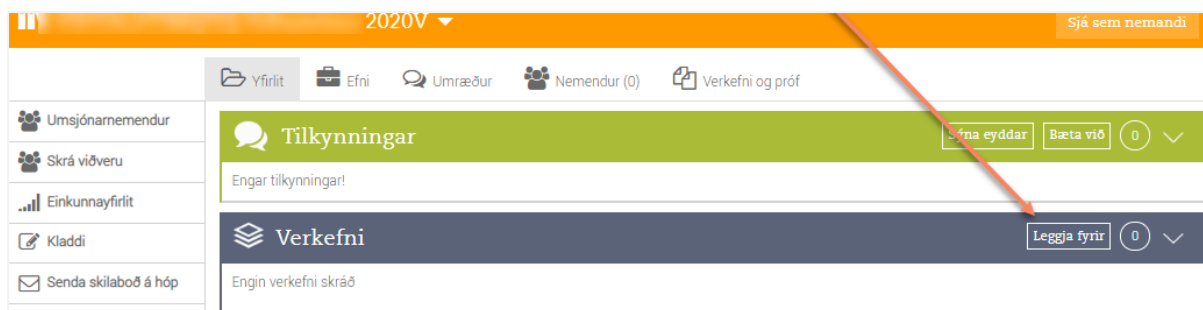 2020V
Sjá sem nemandi
Yfirlit Efni Umræður Nemendur (0) Verkefni og próf
Umsjónarnemendur
Skrá viðveru
Einkunnayfirlit
Kladdi
Senda skilaboð á hóp
Tilkynningar
eyddar Bæta við 0
Engar tilkynningar!
Verkefni
Leggja fyrir 0
Engin verkefni skráð